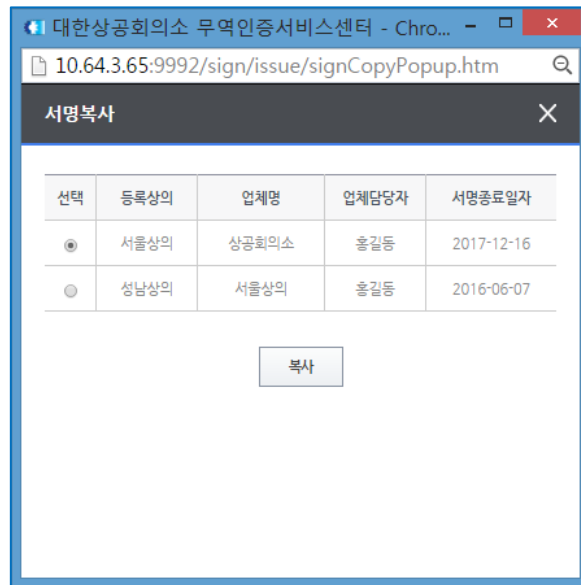 대한상공회의소 무역인증서비스센터 - Chro...
10.64.3.65:9992/sign/issue/signCopyPopup.htm
서명복사
선택 등록상의 업체명 업체담당자 서명종료일자
서울상의 상공회의소 홍길동 2017-12-16
성남상의 서울상의 홍길동 2016-06-07
복사